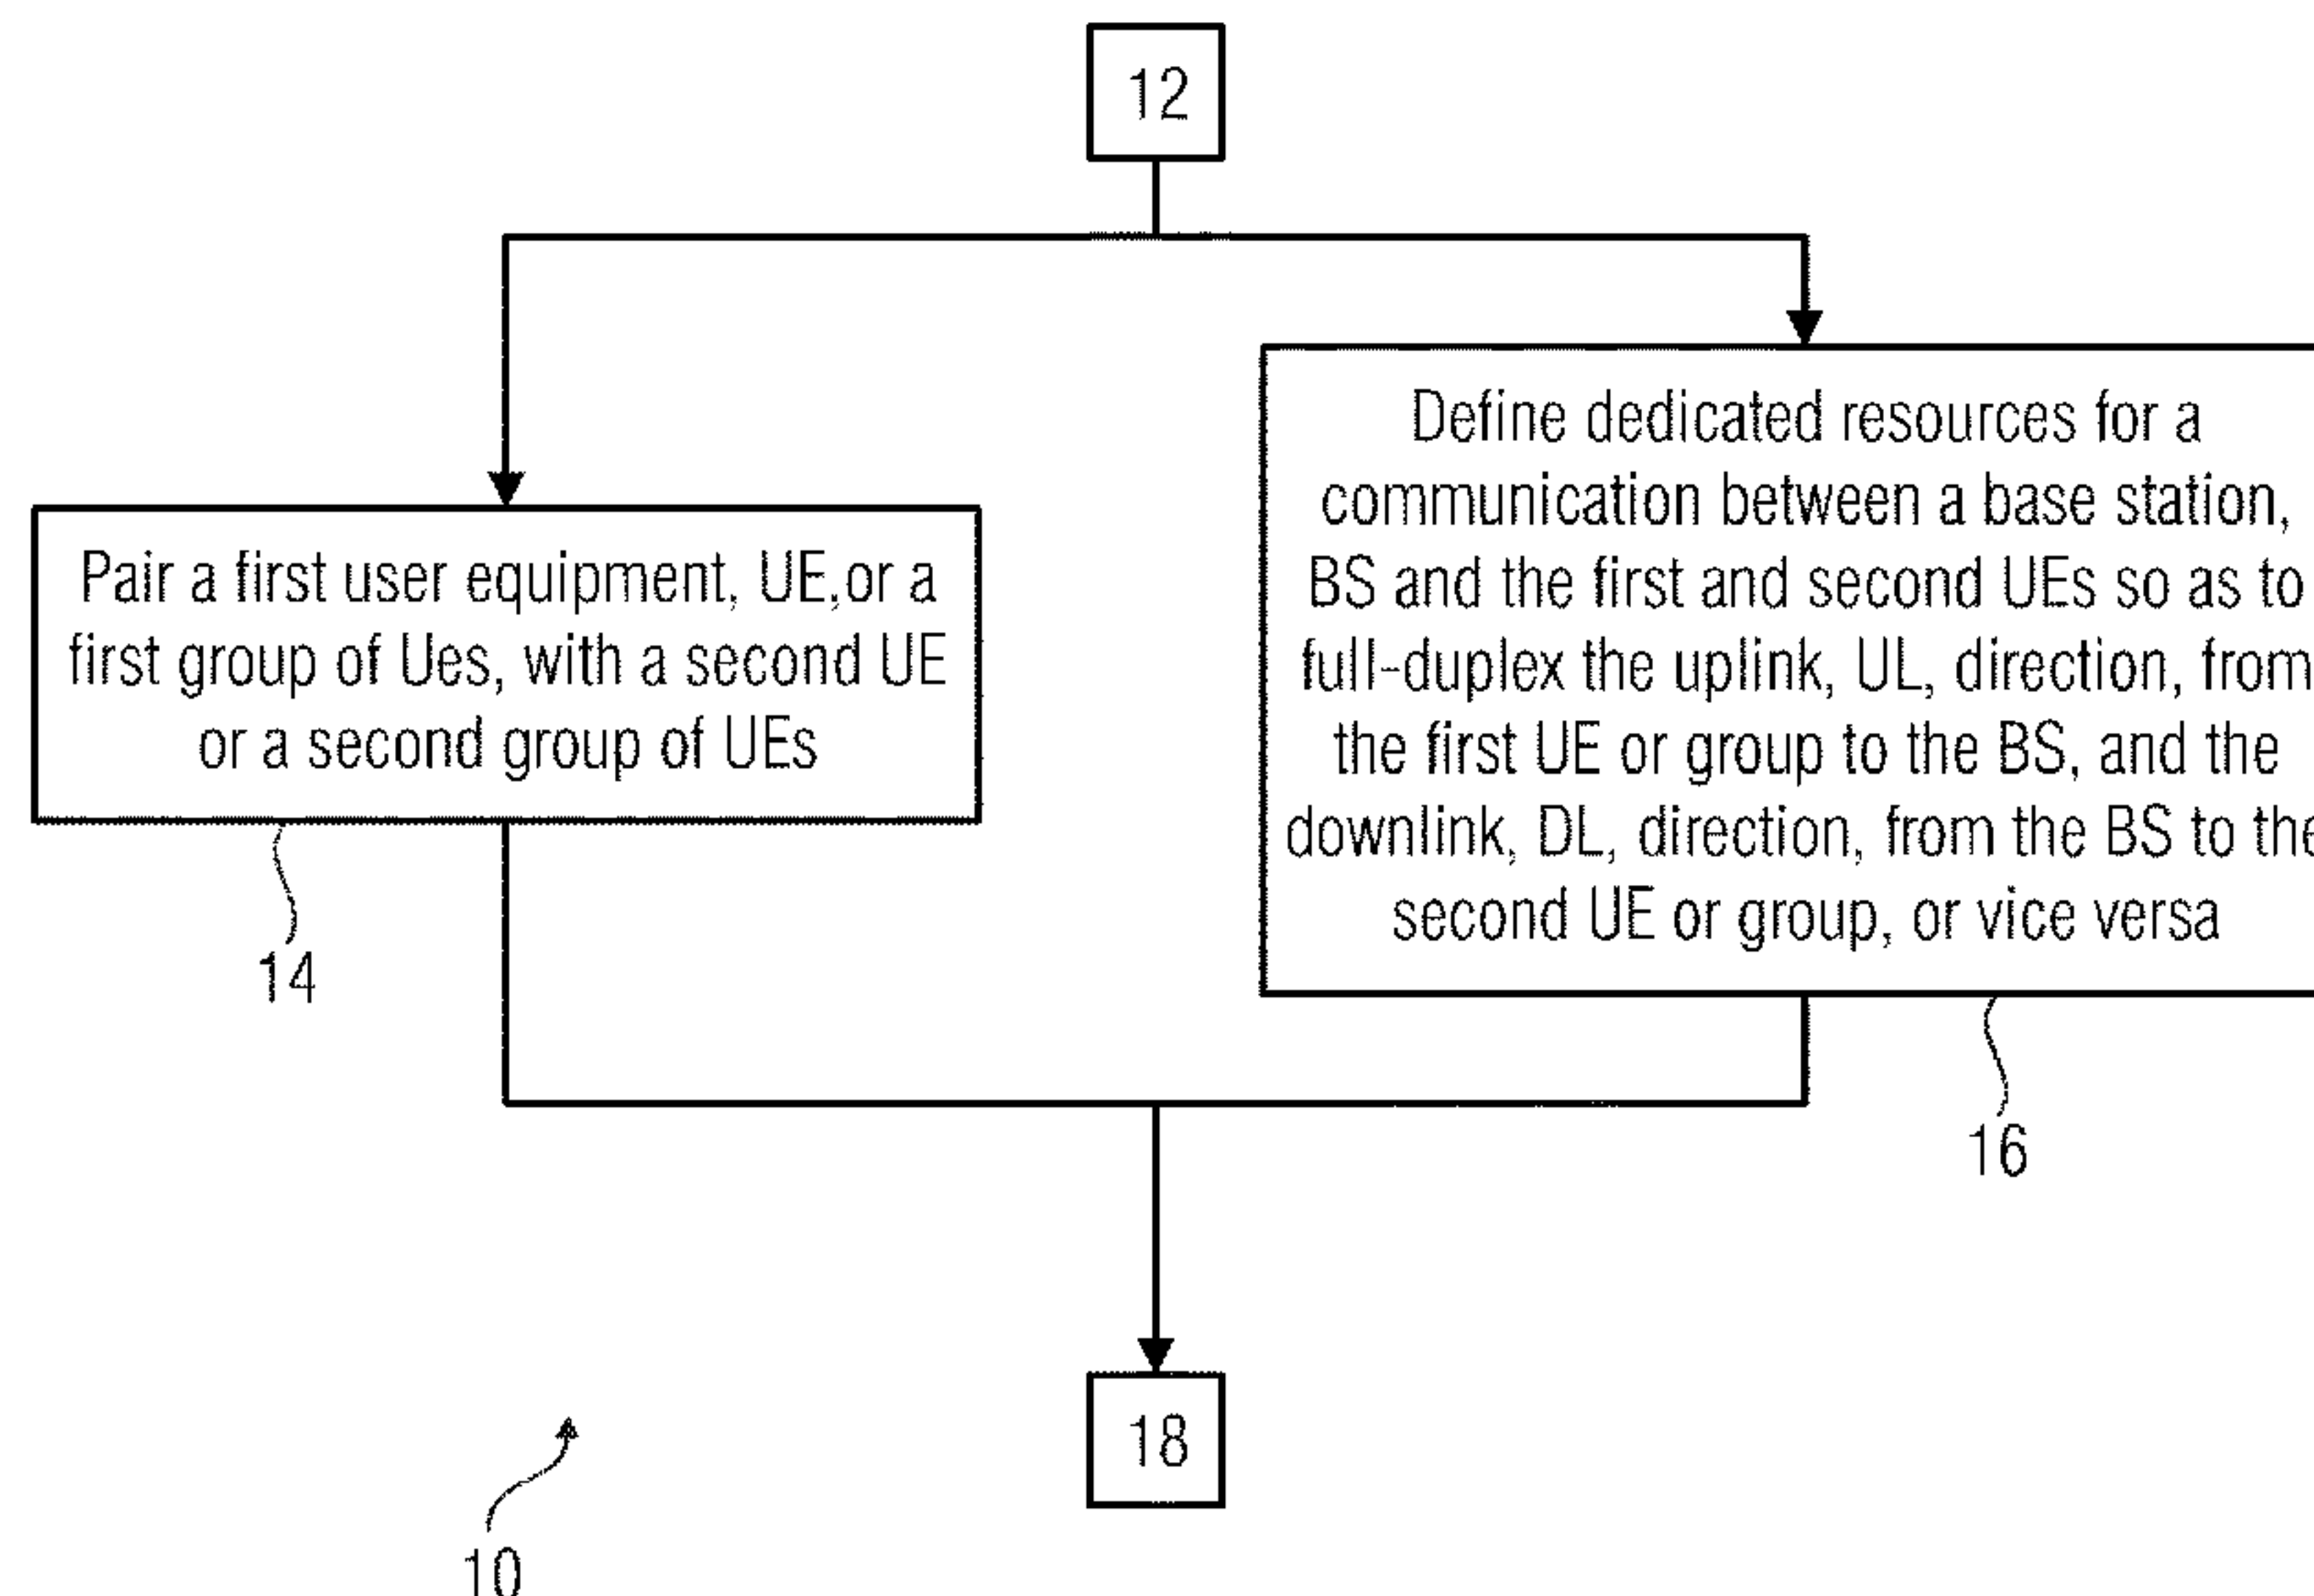 12
Pair a first user equipment, UE,or a
first group of Ues, with a second UE
or a second group of UEs
14
Define dedicated resources for a
communication between a base station,
BS and the first and second UEs so as to
full-duplex the uplink, UL, direction, from
the first UE or group to the BS, and the
downlink, DL, direction, from the BS to the
second UE or group, or vice versa
16
18
10